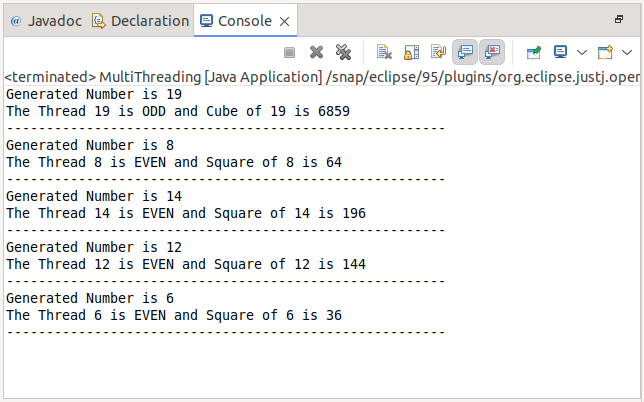 @ Javadoc Declaration Console
<terminated> MultiThreading [Java Application] /snap/eclipse/95/plugins/org.eclipse.justj.oper
Generated Number is 19
The Thread 19 is ODD and Cube of 19 is 6859
-------------------------------------------------------
Generated Number is 8
The Thread 8 is EVEN and Square of 8 is 64
-------------------------------------------------------
Generated Number is 14
The Thread 14 is EVEN and Square of 14 is 196
-------------------------------------------------------
Generated Number is 12
The Thread 12 is EVEN and Square of 12 is 144
-------------------------------------------------------
Generated Number is 6
The Thread 6 is EVEN and Square of 6 is 36
-------------------------------------------------------